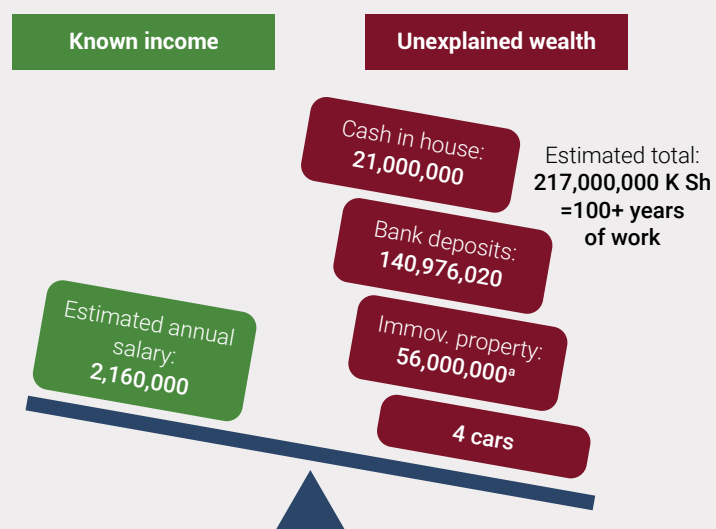 Known income
Unexplained wealth
Cash in house:
21,000,000
Estimated total:
217,000,000 K Sh
=100+ years
of work
Bank deposits:
140,976,020
Estimated annual
salary:
2,160,000
Immov. property:
56,000,000ᵃ
4 cars